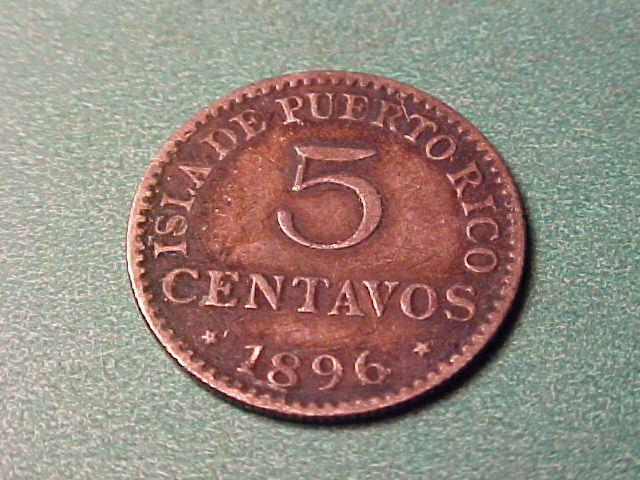 ISLA DE PUERTO RICO
5
CENTAVOS
* 1896 *